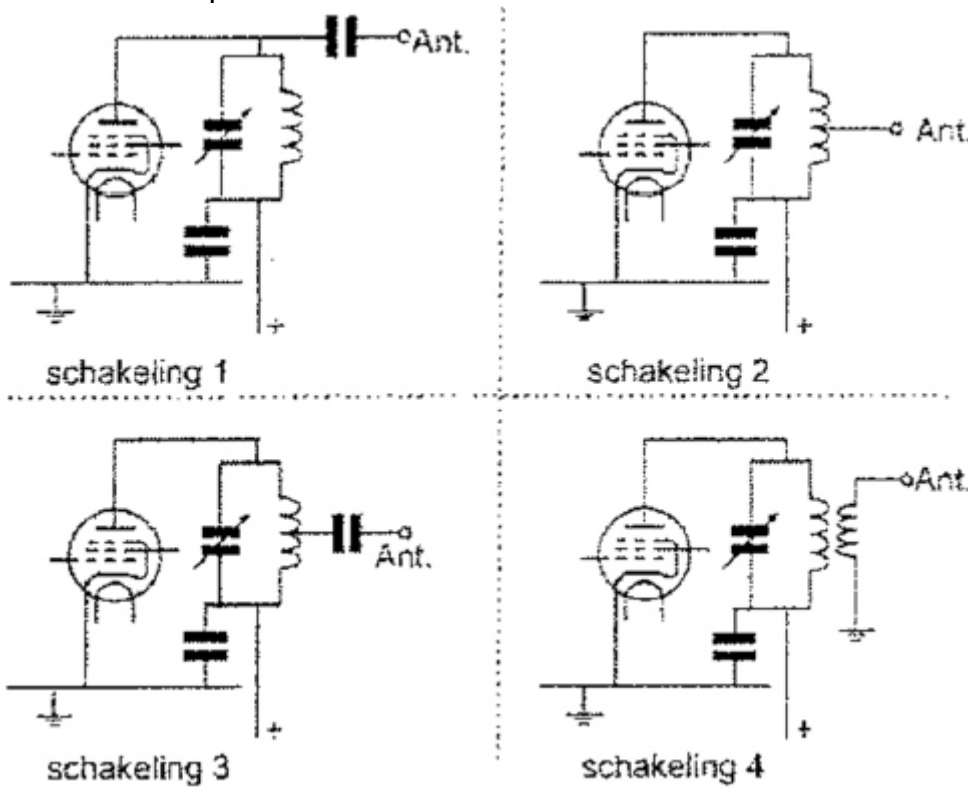 Ant.
+
schakeling 1
Ant.
+
schakeling 2
Ant.
+
schakeling 3
Ant.
+
schakeling 4